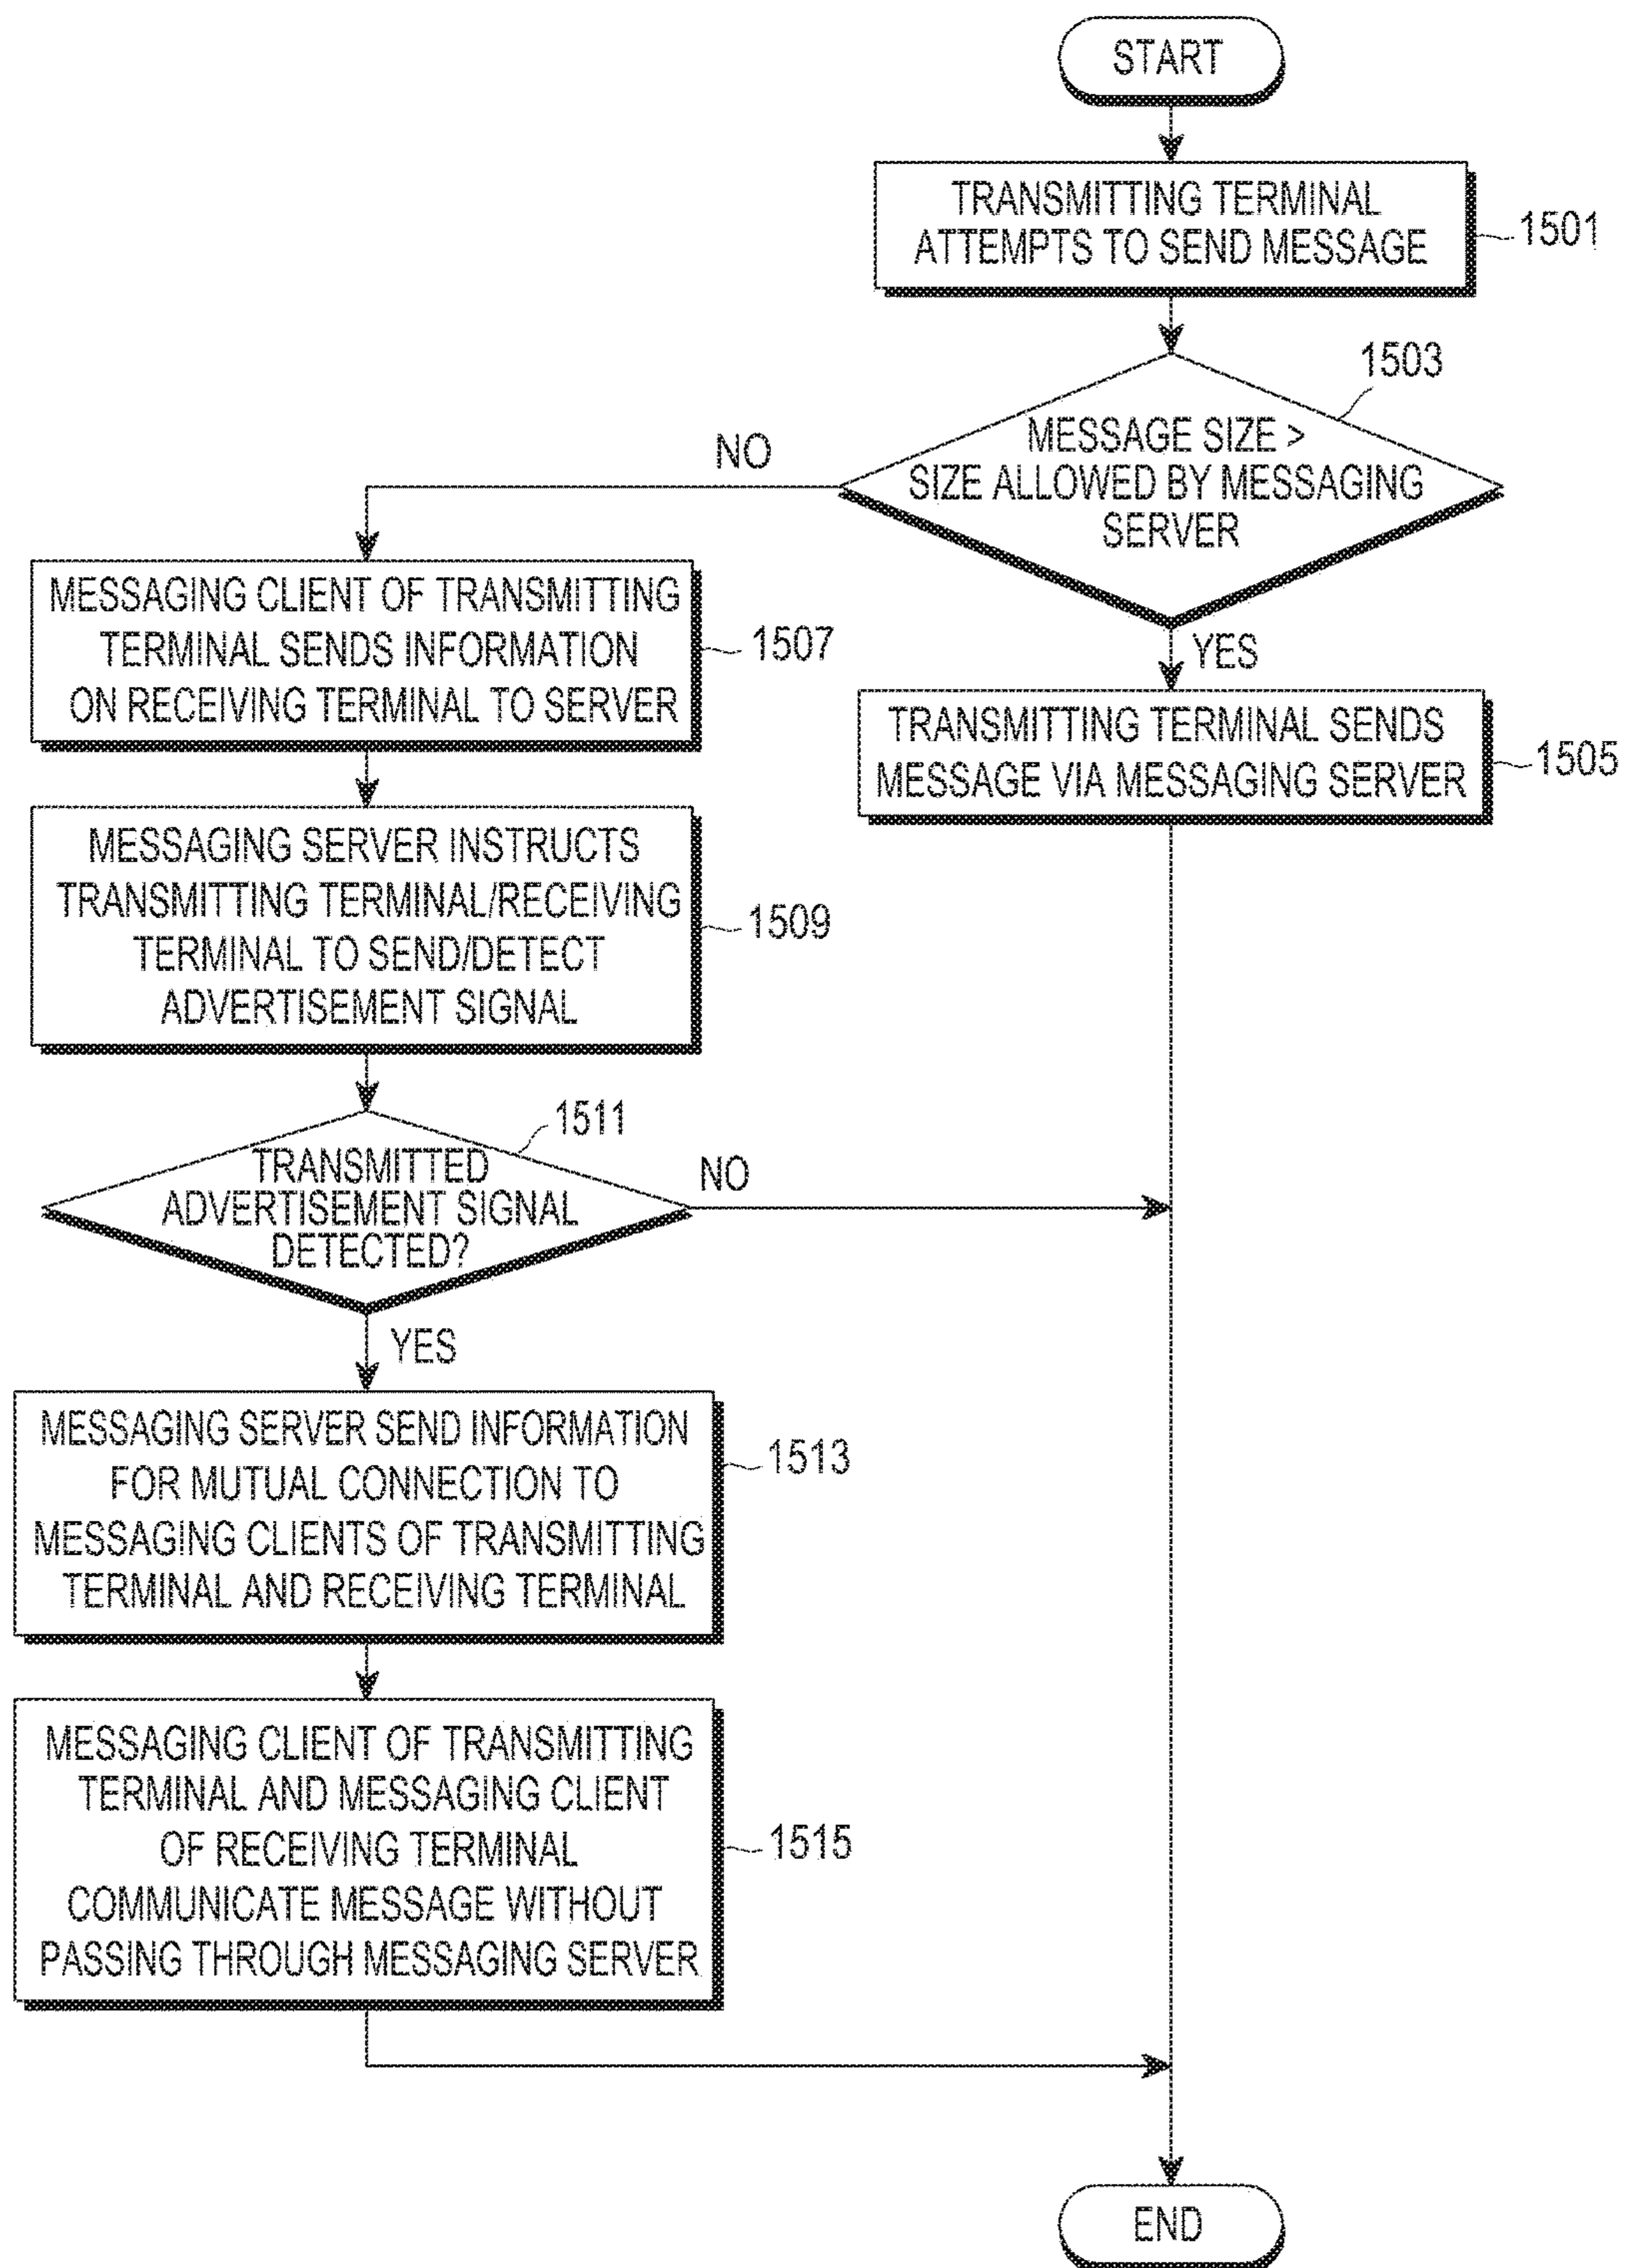 START
TRANSMITTING TERMINAL
ATTEMPTS TO SEND MESSAGE
1501
1503
MESSAGE SIZE >
SIZE ALLOWED BY MESSAGING
SERVER
NO
YES
MESSAGING CLIENT OF TRANSMITTING
TERMINAL SENDS INFORMATION
ON RECEIVING TERMINAL TO SERVER
1507
TRANSMITTING TERMINAL SENDS
MESSAGE VIA MESSAGING SERVER
1505
MESSAGING SERVER INSTRUCTS
TRANSMITTING TERMINAL/RECEIVING
TERMINAL TO SEND/DETECT
ADVERTISEMENT SIGNAL
1509
1511
TRANSMITTED
ADVERTISEMENT SIGNAL
DETECTED?
NO
YES
MESSAGING SERVER SEND INFORMATION
FOR MUTUAL CONNECTION TO
MESSAGING CLIENTS OF TRANSMITTING
TERMINAL AND RECEIVING TERMINAL
1513
MESSAGING CLIENT OF TRANSMITTING
TERMINAL AND MESSAGING CLIENT
OF RECEIVING TERMINAL
COMMUNICATE MESSAGE WITHOUT
PASSING THROUGH MESSAGING SERVER
1515
END